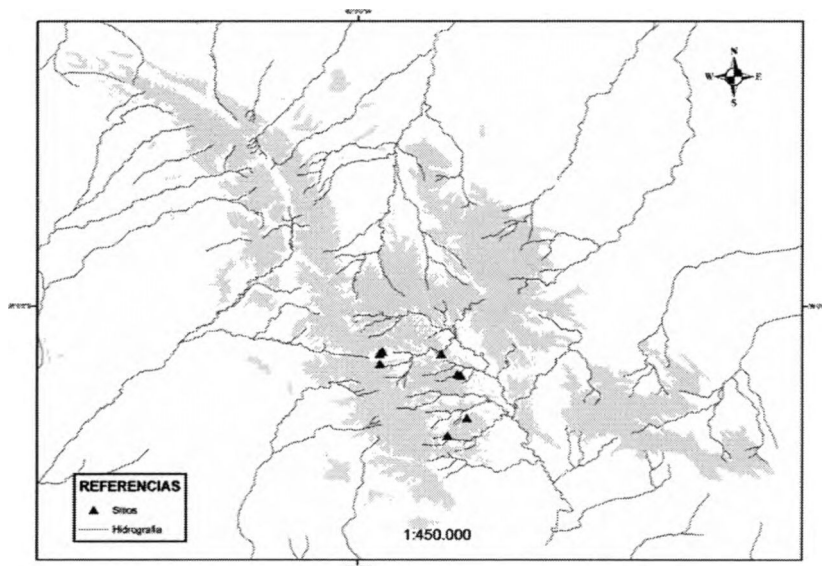 N
W E
S
REFERENCIAS
Sitios
Hidrografía
1:450.000